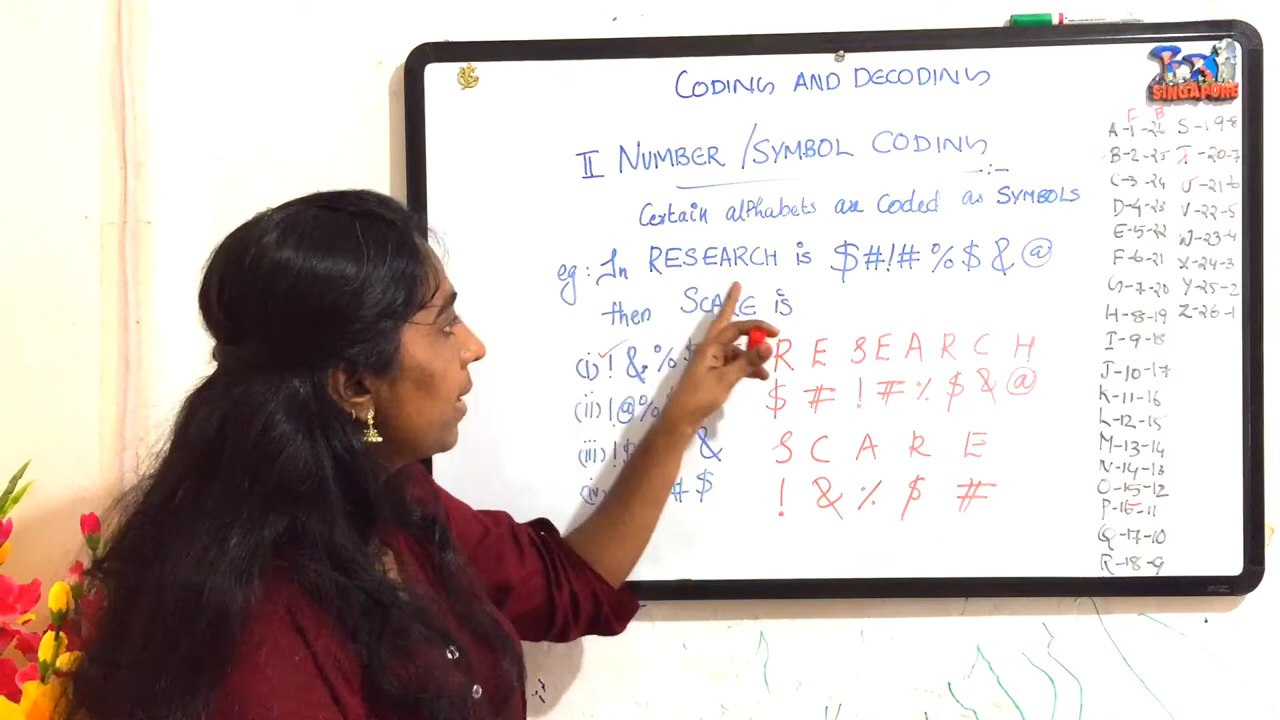 CODING AND DECODING
II NUMBER/SYMBOL CODING
Certain alphabets are coded as SYMBOLS
eg: In RESEARCH is $#!#%$&@
then SCARE is
(i) ! & % $
(ii) ! @ %
(iii) ! $ &
(iv) # $
R E S E A R C H
$ # ! # % $ & @
S C A R E
! & % $ #
SINGAPORE
F B
A-1-26
B-2-25
C-3-24
D-4-23
E-5-22
F-6-21
G-7-20
H-8-19
I-9-18
J-10-17
K-11-16
L-12-15
M-13-14
N-14-13
O-15-12
P-16-11
Q-17-10
R-18-9
S-19-8
T-20-7
U-21-6
V-22-5
W-23-4
X-24-3
Y-25-2
Z-26-1